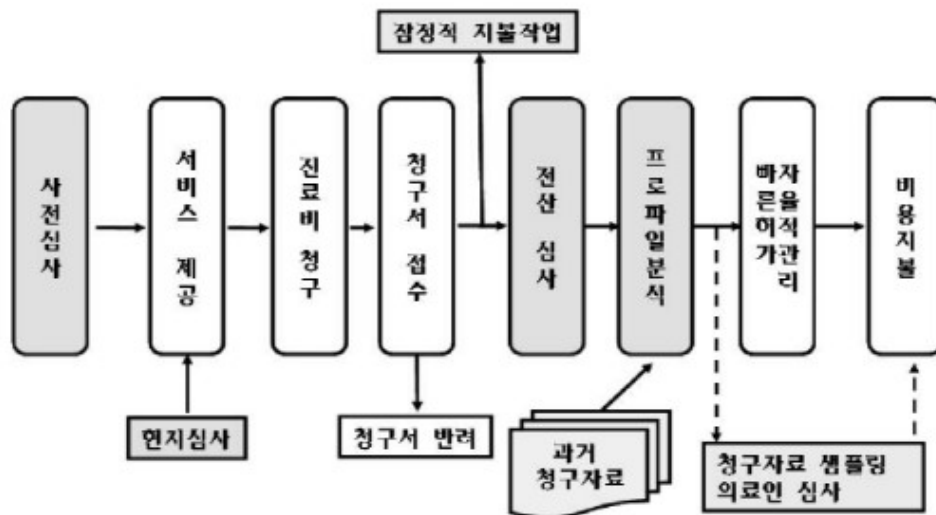 잠정적 지불작업
사전심사
서비스 제공
진료비 청구
청구서 접수
전산 심사
프로파일분석
빠른허가
자율적관리
비용지불
현지심사
청구서 반려
과거
청구자료
청구자료 샘플링
의료인 심사